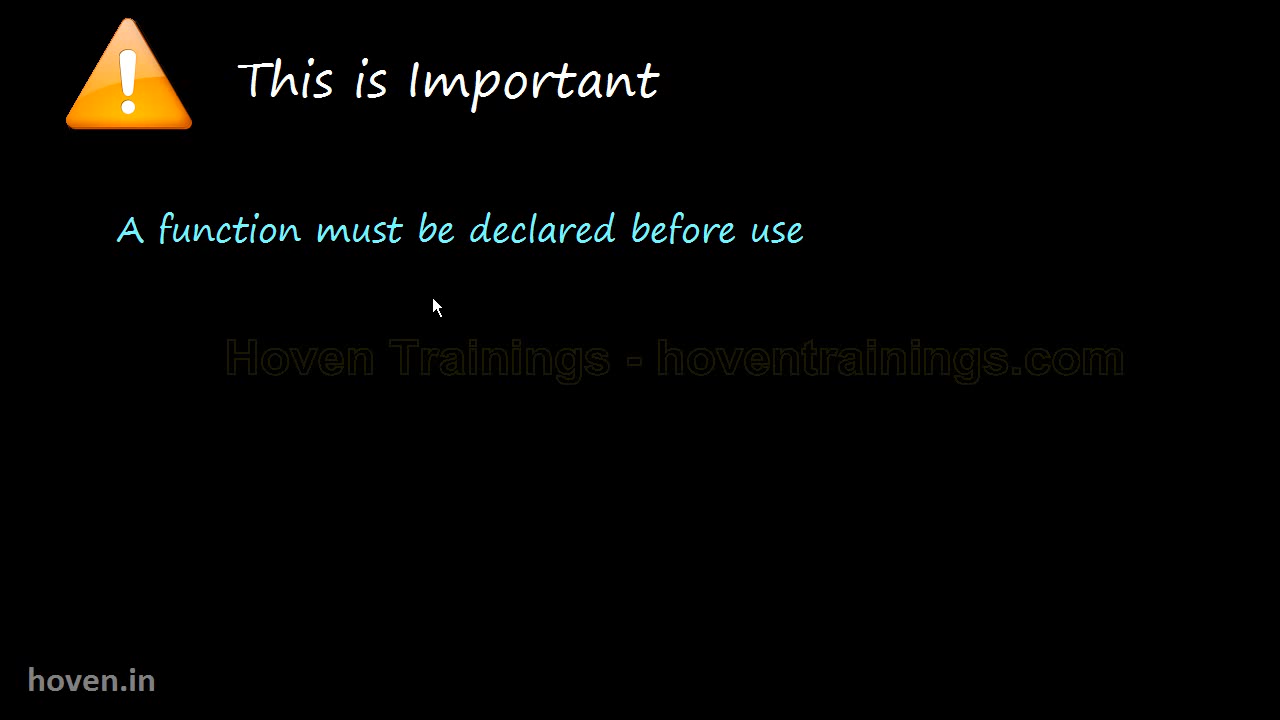 This is Important
A function must be declared before use
Hoven Trainings - hoventrainings.com
hoven.in